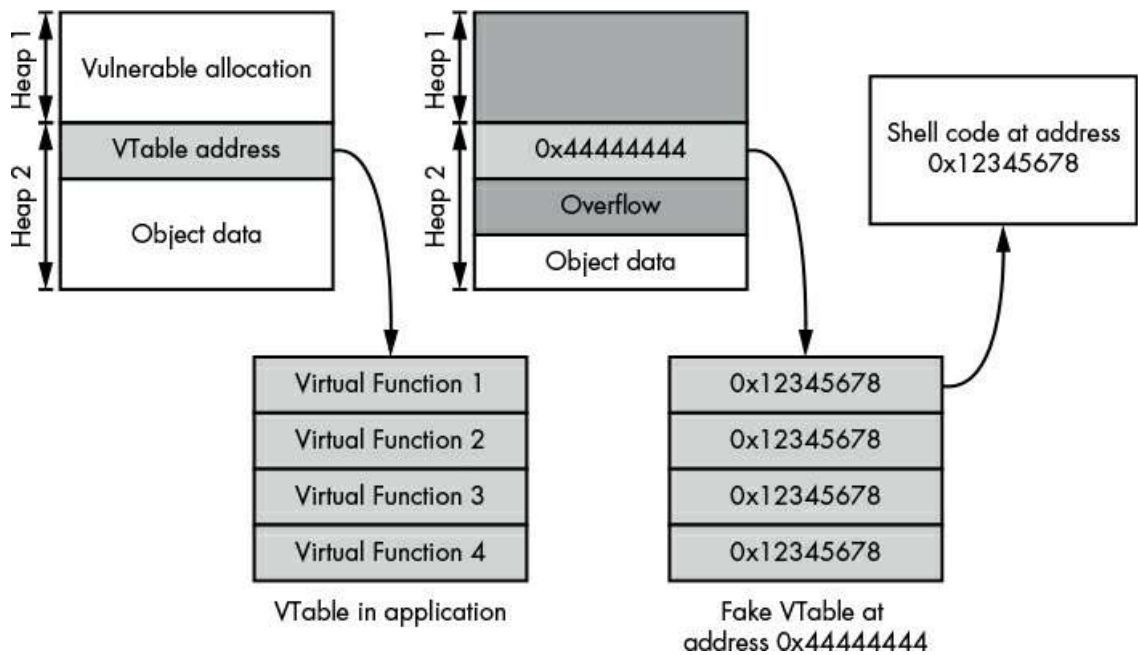 Heap 1
Vulnerable allocation
Heap 2
VTable address
Object data
Virtual Function 1
Virtual Function 2
Virtual Function 3
Virtual Function 4
VTable in application
Heap 1
Heap 2
0x44444444
Overflow
Object data
0x12345678
0x12345678
0x12345678
0x12345678
Fake VTable at
address 0x44444444
Shell code at address
0x12345678